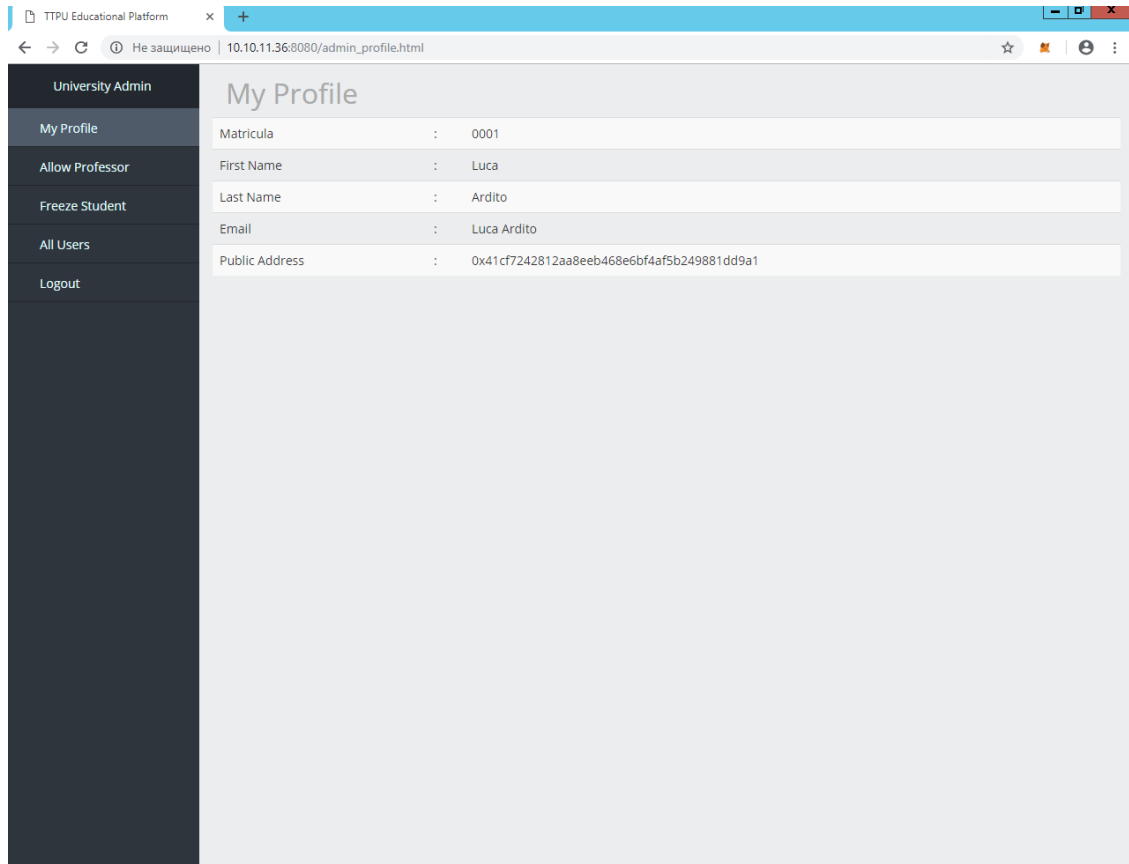 TTPU Educational Platform
Не защищено 10.10.11.36:8080/admin_profile.html
University Admin
My Profile
Allow Professor
Freeze Student
All Users
Logout
My Profile
Matricula : 0001
First Name : Luca
Last Name : Ardito
Email : Luca Ardito
Public Address : 0x41cf7242812aa8eeb468e6bf4af5b249881dd9a1